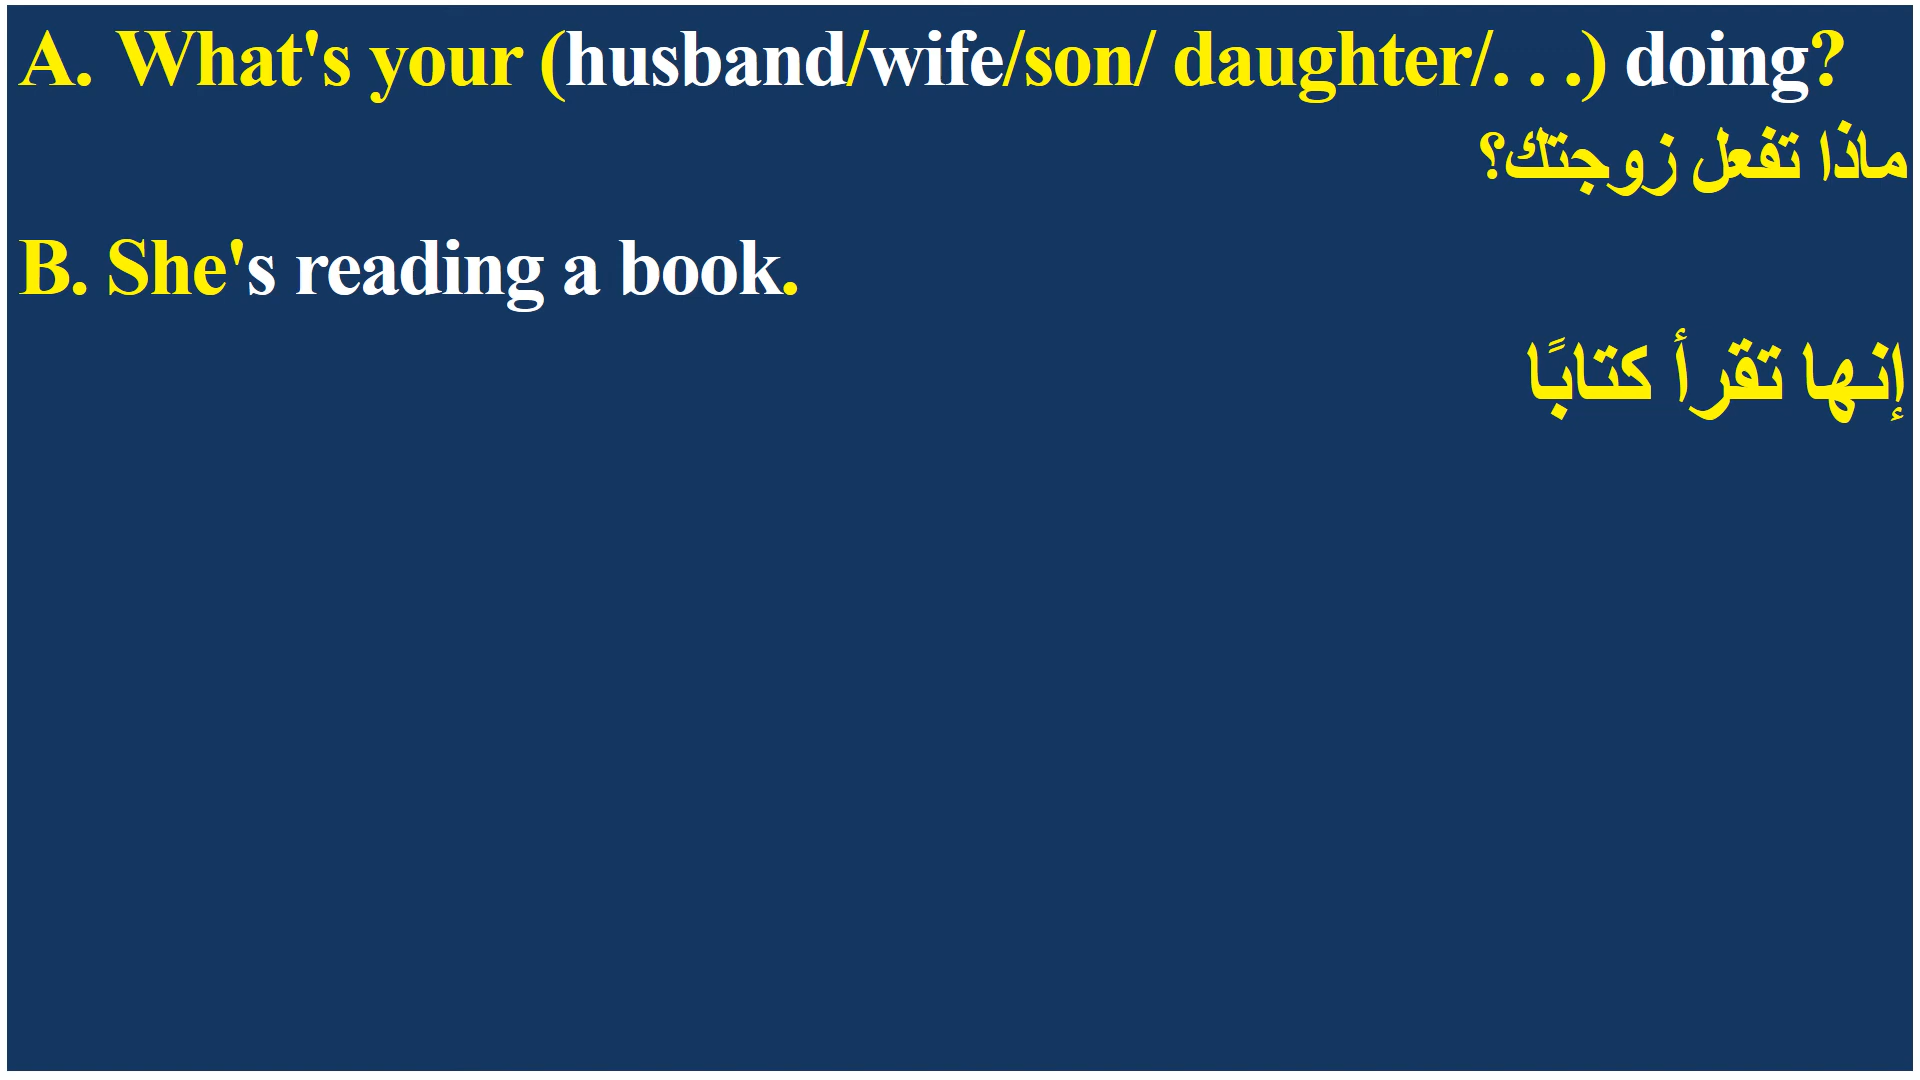 A. What's your (husband/wife/son/ daughter/. . .) doing?
ماذا تفعل زوجتك؟
B. She's reading a book.
إنها تقرأ كتابًا